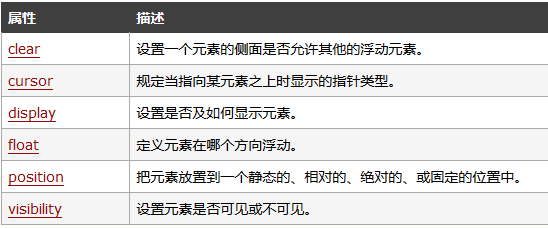 属性 描述
clear 设置一个元素的侧面是否允许其他的浮动元素。
cursor 规定当指向某元素之上时显示的指针类型。
display 设置是否及如何显示元素。
float 定义元素在哪个方向浮动。
position 把元素放置到一个静态的、相对的、绝对的、或固定的位置中。
visibility 设置元素是否可见或不可见。